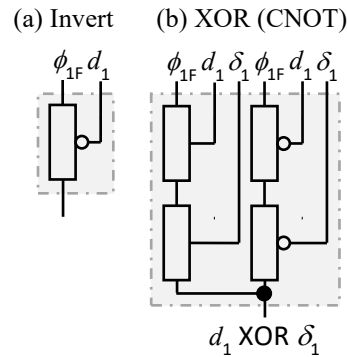 (a) Invert (b) XOR (CNOT)
ϕ1F d1 ϕ1F d1 δ1 ϕ1F d1 δ1
d1 XOR δ1